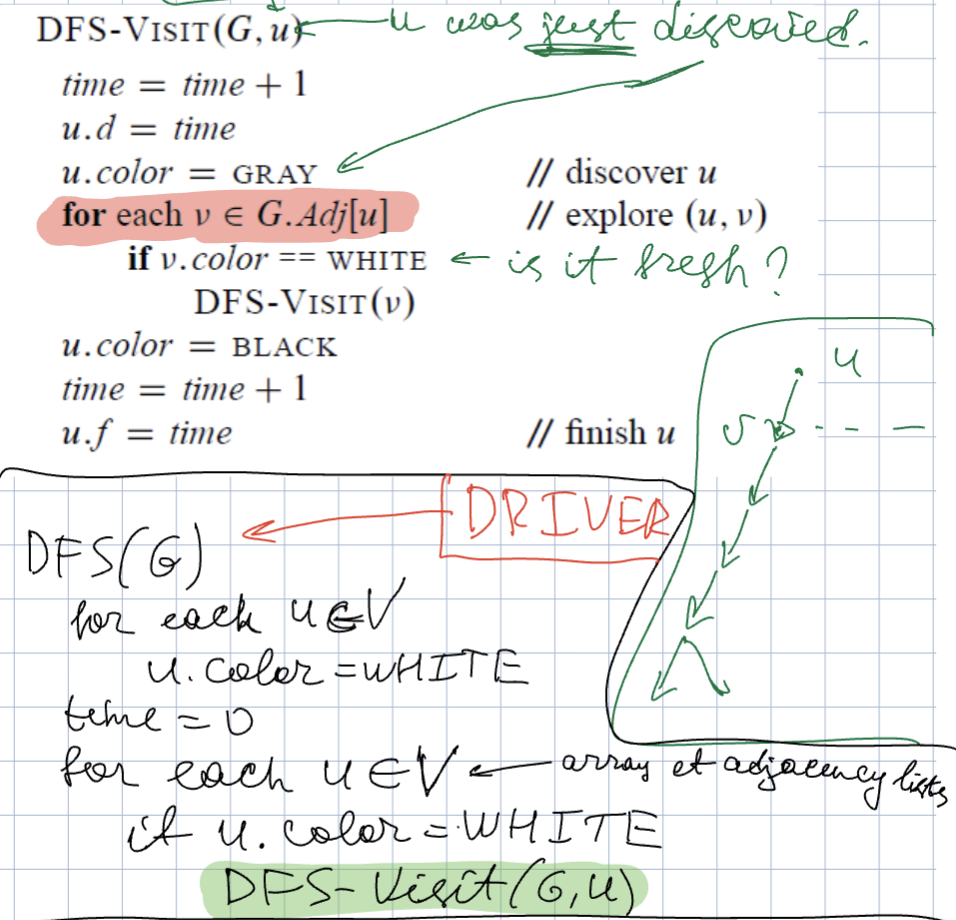 DFS-VISIT(G, u) ← u was just discovered.
time = time + 1
u.d = time
u.color = GRAY // discover u
for each v ∈ G.Adj[u] // explore (u, v)
if v.color == WHITE ← is it fresh?
DFS-VISIT(v)
u.color = BLACK
time = time + 1
u.f = time // finish u
u
v
DRIVER
DFS(G)
for each u ∈ V
u.color = WHITE
time = 0
for each u ∈ V ← array of adjacency lists
if u.color = WHITE
DFS-Visit(G, u)